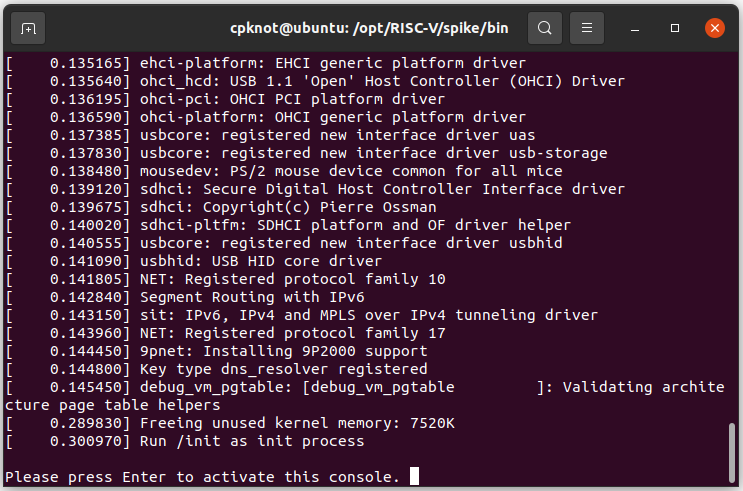 cpknot@ubuntu: /opt/RISC-V/spike/bin
[    0.135165] ehci-platform: EHCI generic platform driver
[    0.135640] ohci_hcd: USB 1.1 'Open' Host Controller (OHCI) Driver
[    0.136195] ohci-pci: OHCI PCI platform driver
[    0.136590] ohci-platform: OHCI generic platform driver
[    0.137385] usbcore: registered new interface driver uas
[    0.137830] usbcore: registered new interface driver usb-storage
[    0.138480] mousedev: PS/2 mouse device common for all mice
[    0.139120] sdhci: Secure Digital Host Controller Interface driver
[    0.139675] sdhci: Copyright(c) Pierre Ossman
[    0.140020] sdhci-pltfm: SDHCI platform and OF driver helper
[    0.140555] usbcore: registered new interface driver usbhid
[    0.141090] usbhid: USB HID core driver
[    0.141805] NET: Registered protocol family 10
[    0.142840] Segment Routing with IPv6
[    0.143150] sit: IPv6, IPv4 and MPLS over IPv4 tunneling driver
[    0.143960] NET: Registered protocol family 17
[    0.144450] 9pnet: Installing 9P2000 support
[    0.144800] Key type dns_resolver registered
[    0.145450] debug_vm_pgtable: [debug_vm_pgtable         ]: Validating archite
cture page table helpers
[    0.289830] Freeing unused kernel memory: 7520K
[    0.300970] Run /init as init process
Please press Enter to activate this console.